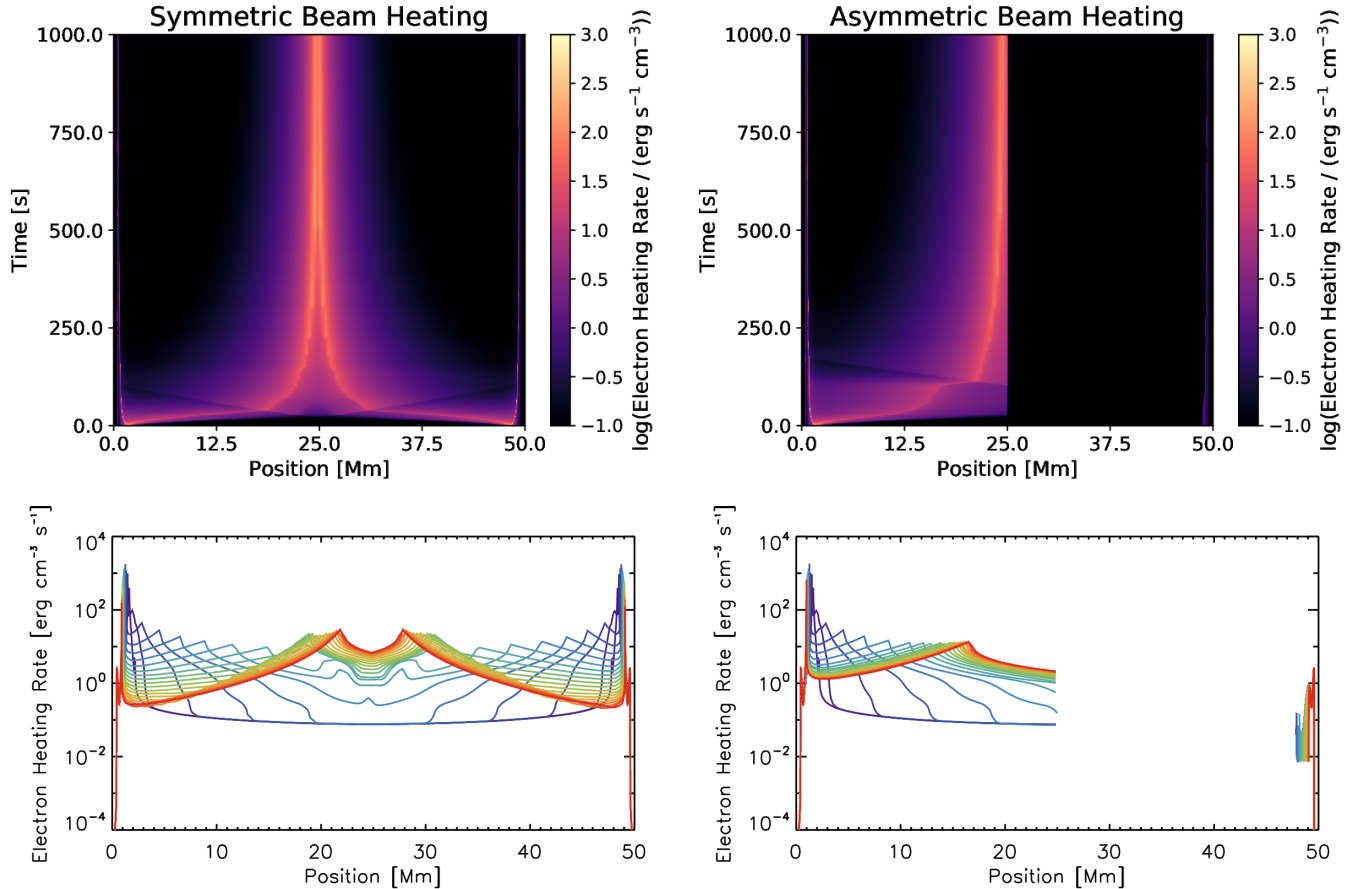 Symmetric Beam Heating
1000.0
750.0
500.0
250.0
0.0
Time [s]
0.0 12.5 25.0 37.5 50.0
Position [Mm]
3.0
2.5
2.0
1.5
1.0
0.5
0.0
−0.5
−1.0
log(Electron Heating Rate / (erg s⁻¹ cm⁻³))
Asymmetric Beam Heating
1000.0
750.0
500.0
250.0
0.0
Time [s]
0.0 12.5 25.0 37.5 50.0
Position [Mm]
3.0
2.5
2.0
1.5
1.0
0.5
0.0
−0.5
−1.0
log(Electron Heating Rate / (erg s⁻¹ cm⁻³))
Electron Heating Rate [erg cm⁻³ s⁻¹]
10⁴
10²
10⁰
10⁻²
10⁻⁴
0 10 20 30 40 50
Position [Mm]
Electron Heating Rate [erg cm⁻³ s⁻¹]
10⁴
10²
10⁰
10⁻²
10⁻⁴
0 10 20 30 40 50
Position [Mm]